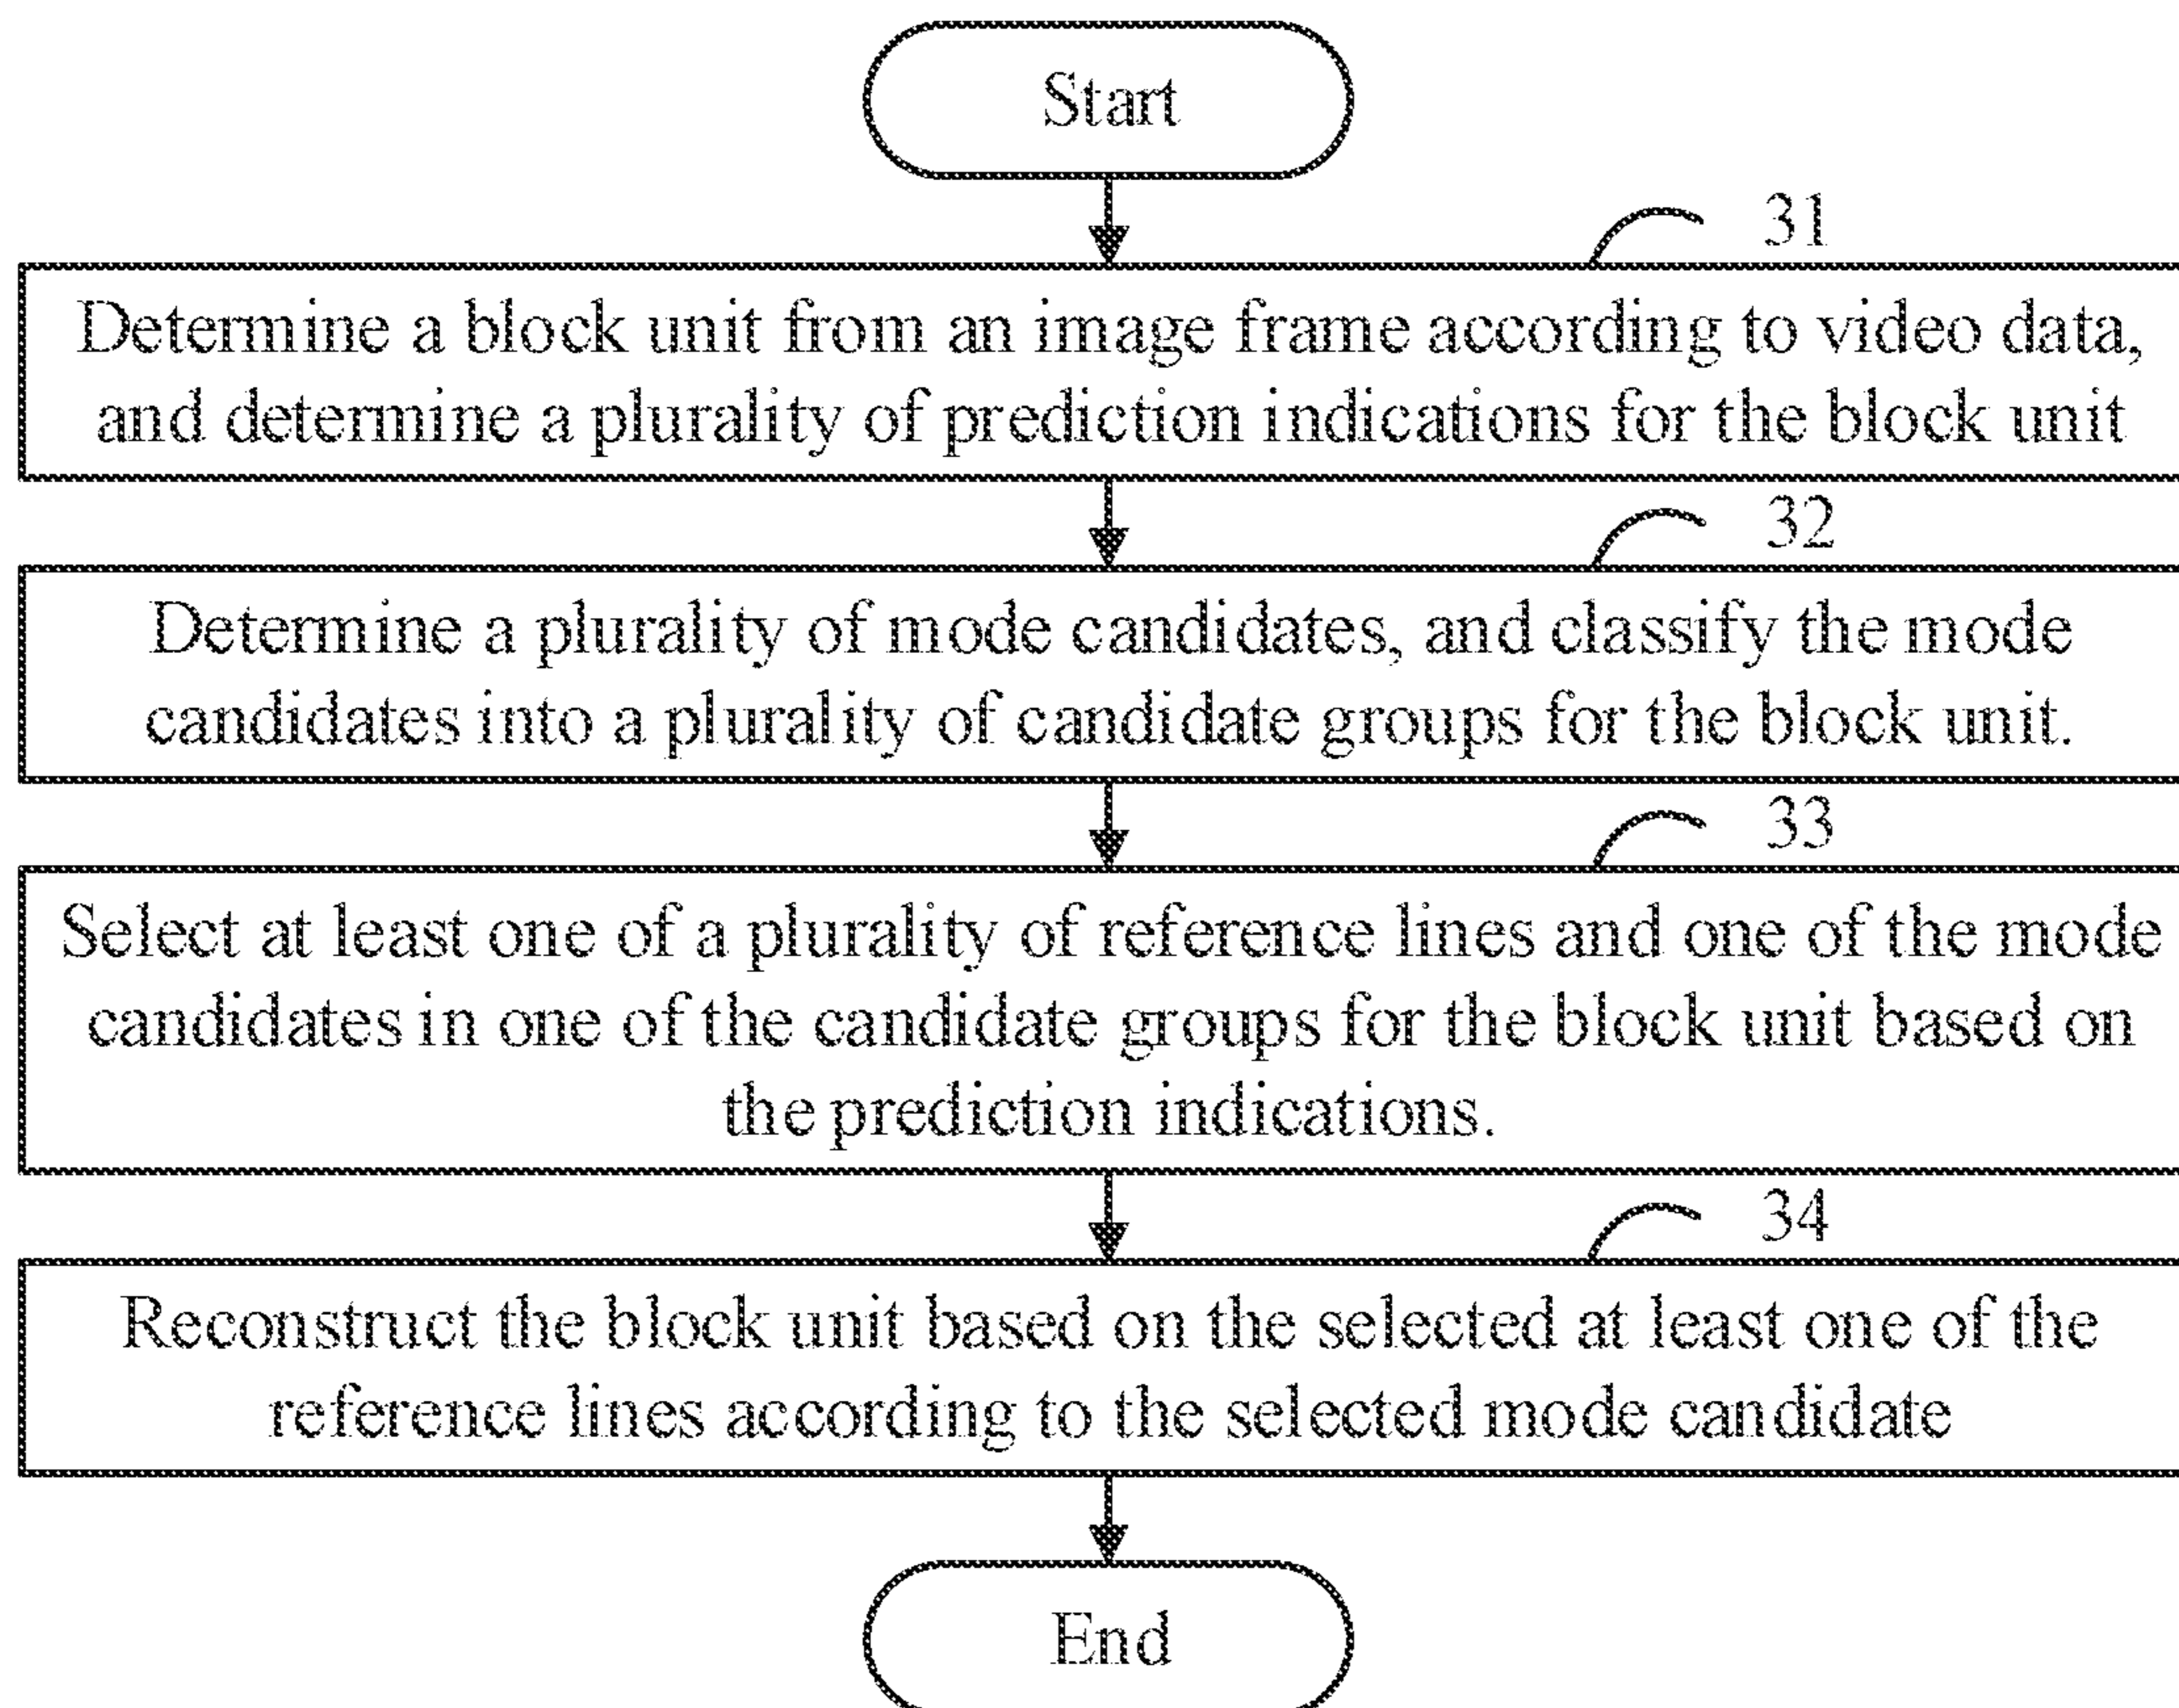 Start
31
Determine a block unit from an image frame according to video data,
and determine a plurality of prediction indications for the block unit
32
Determine a plurality of mode candidates, and classify the mode
candidates into a plurality of candidate groups for the block unit.
33
Select at least one of a plurality of reference lines and one of the mode
candidates in one of the candidate groups for the block unit based on
the prediction indications.
34
Reconstruct the block unit based on the selected at least one of the
reference lines according to the selected mode candidate
End